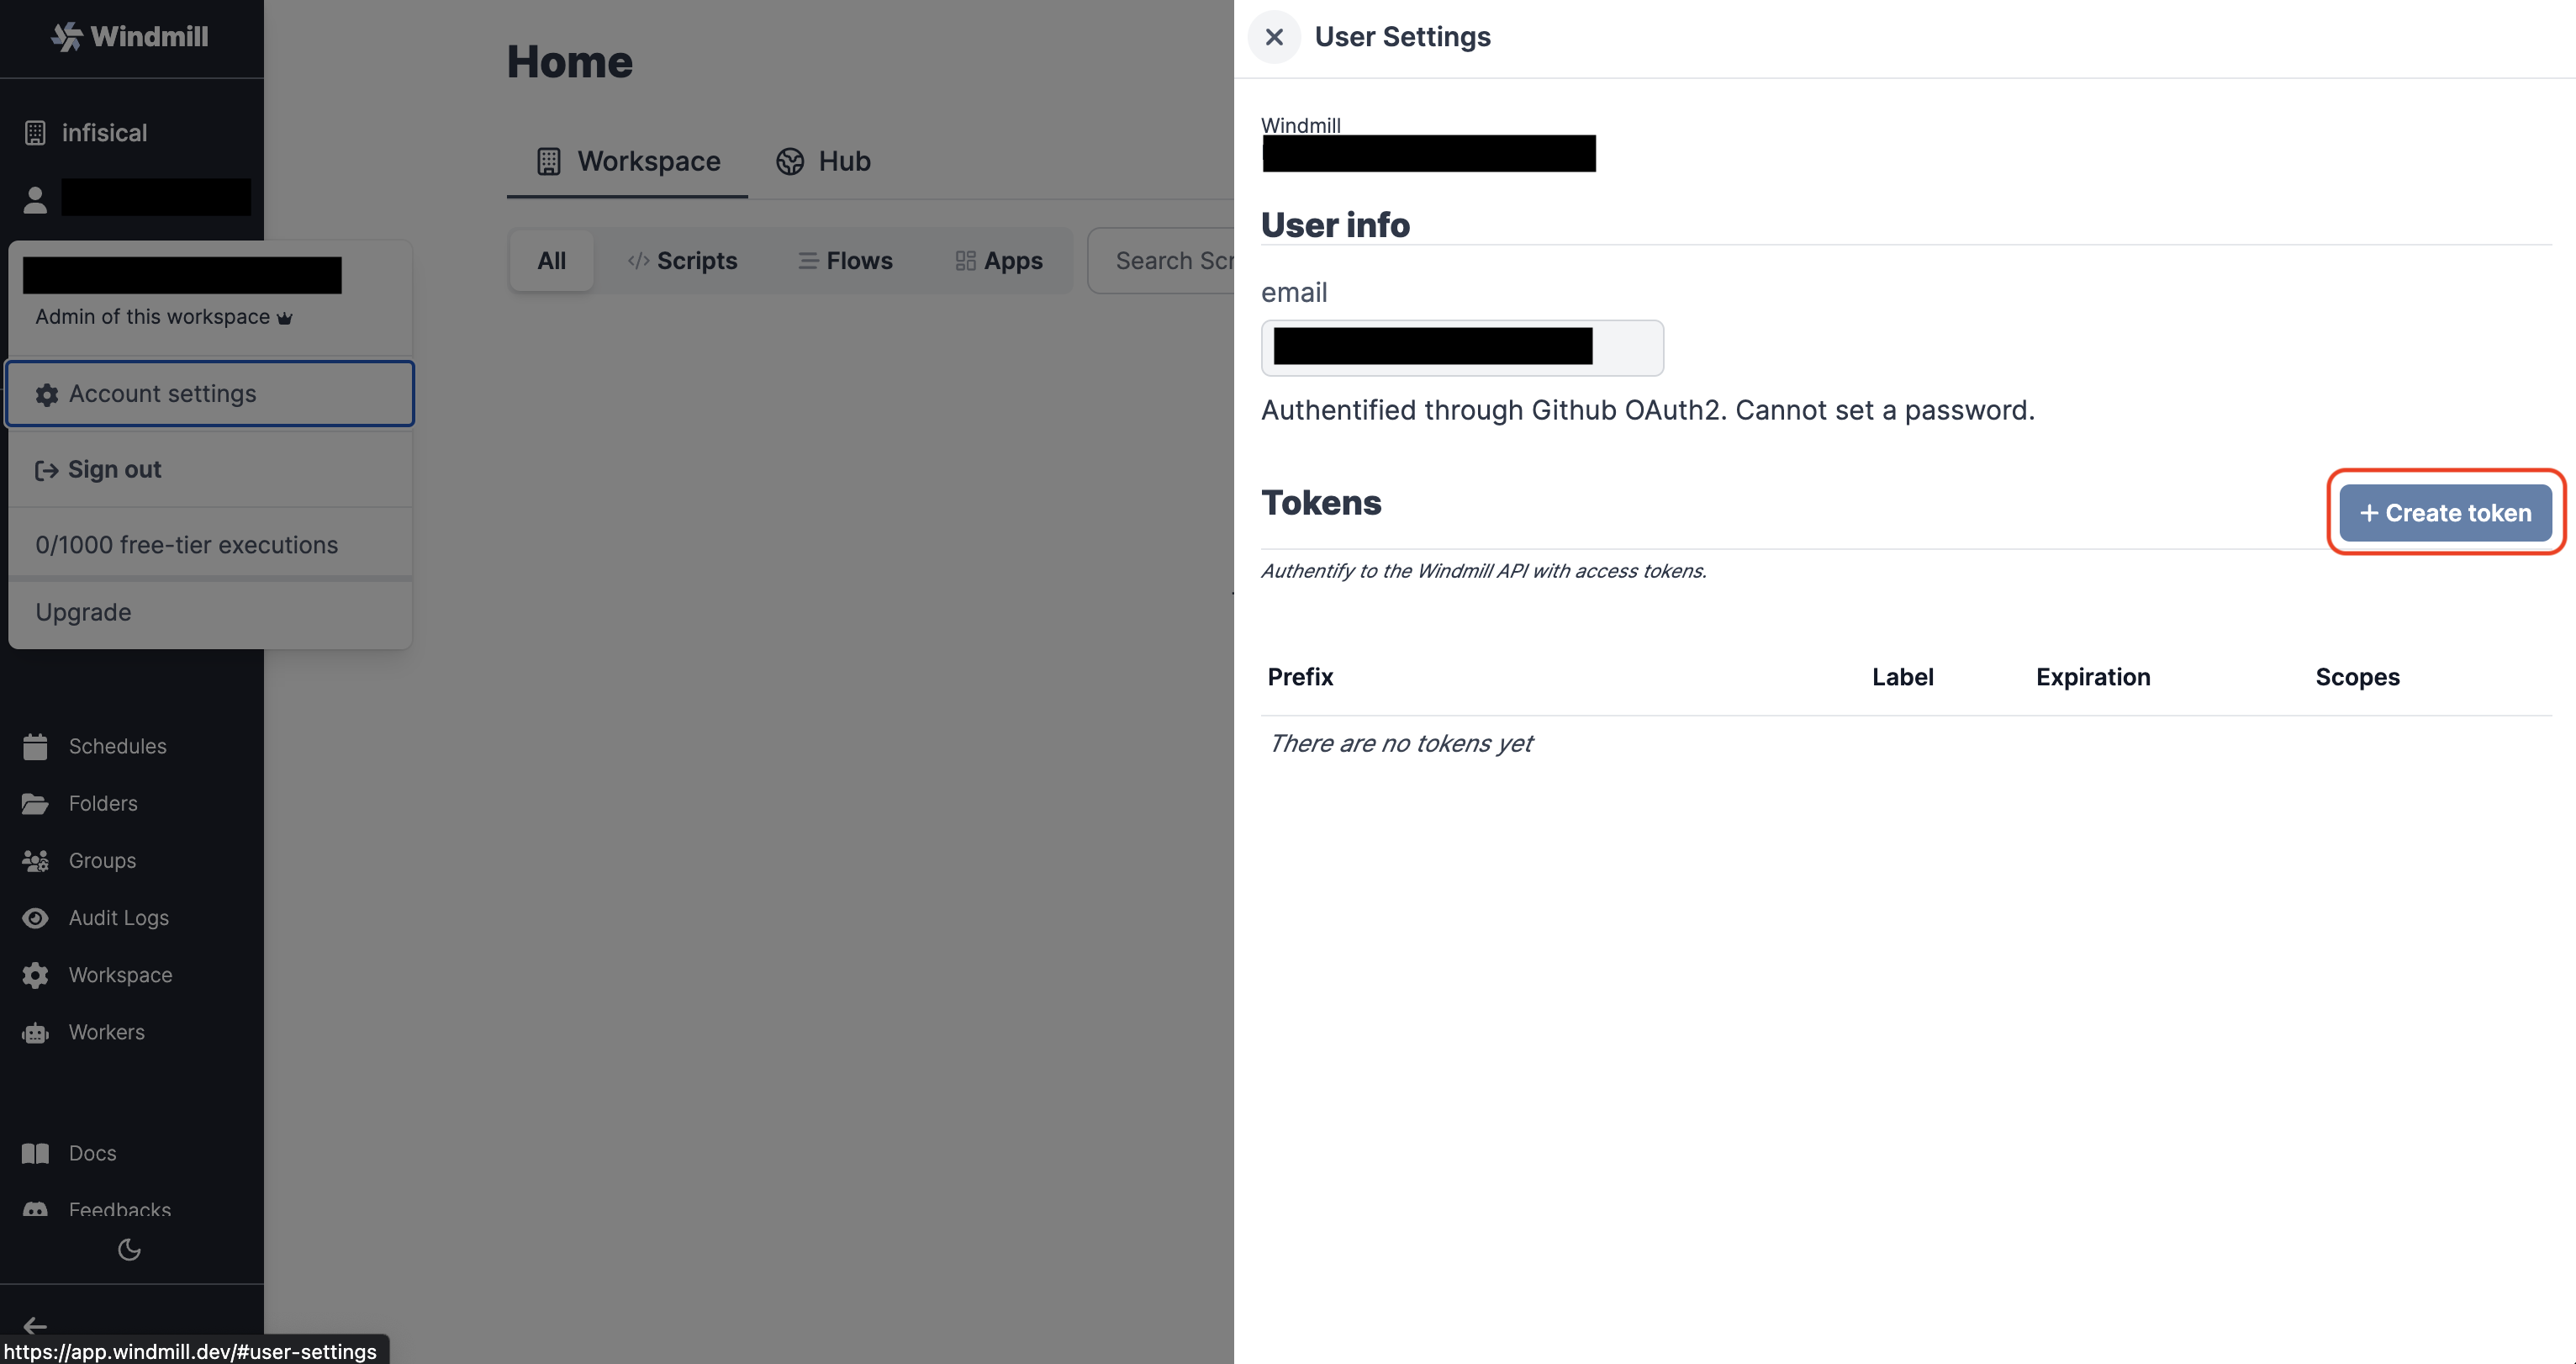 Windmill
infisical
Admin of this workspace
Account settings
Sign out
0/1000 free-tier executions
Upgrade
Schedules
Folders
Groups
Audit Logs
Workspace
Workers
Docs
Feedbacks
https://app.windmill.dev/#user-settings
Home
Workspace Hub
All Scripts Flows Apps Search Scr
User Settings
Windmill
User info
email
Authentified through Github OAuth2. Cannot set a password.
Tokens + Create token
Authentify to the Windmill API with access tokens.
Prefix Label Expiration Scopes
There are no tokens yet